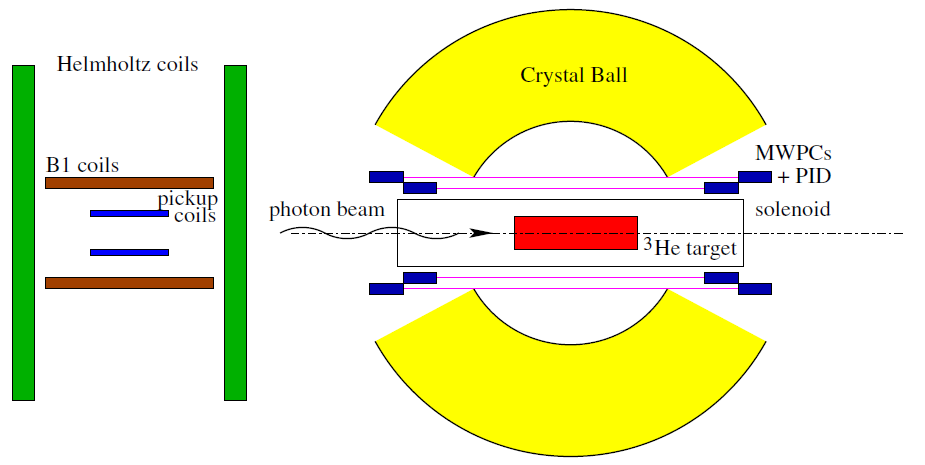 Helmholtz coils
B1 coils
pickup
coils
Crystal Ball
MWPCs
+ PID
photon beam
solenoid
³He target